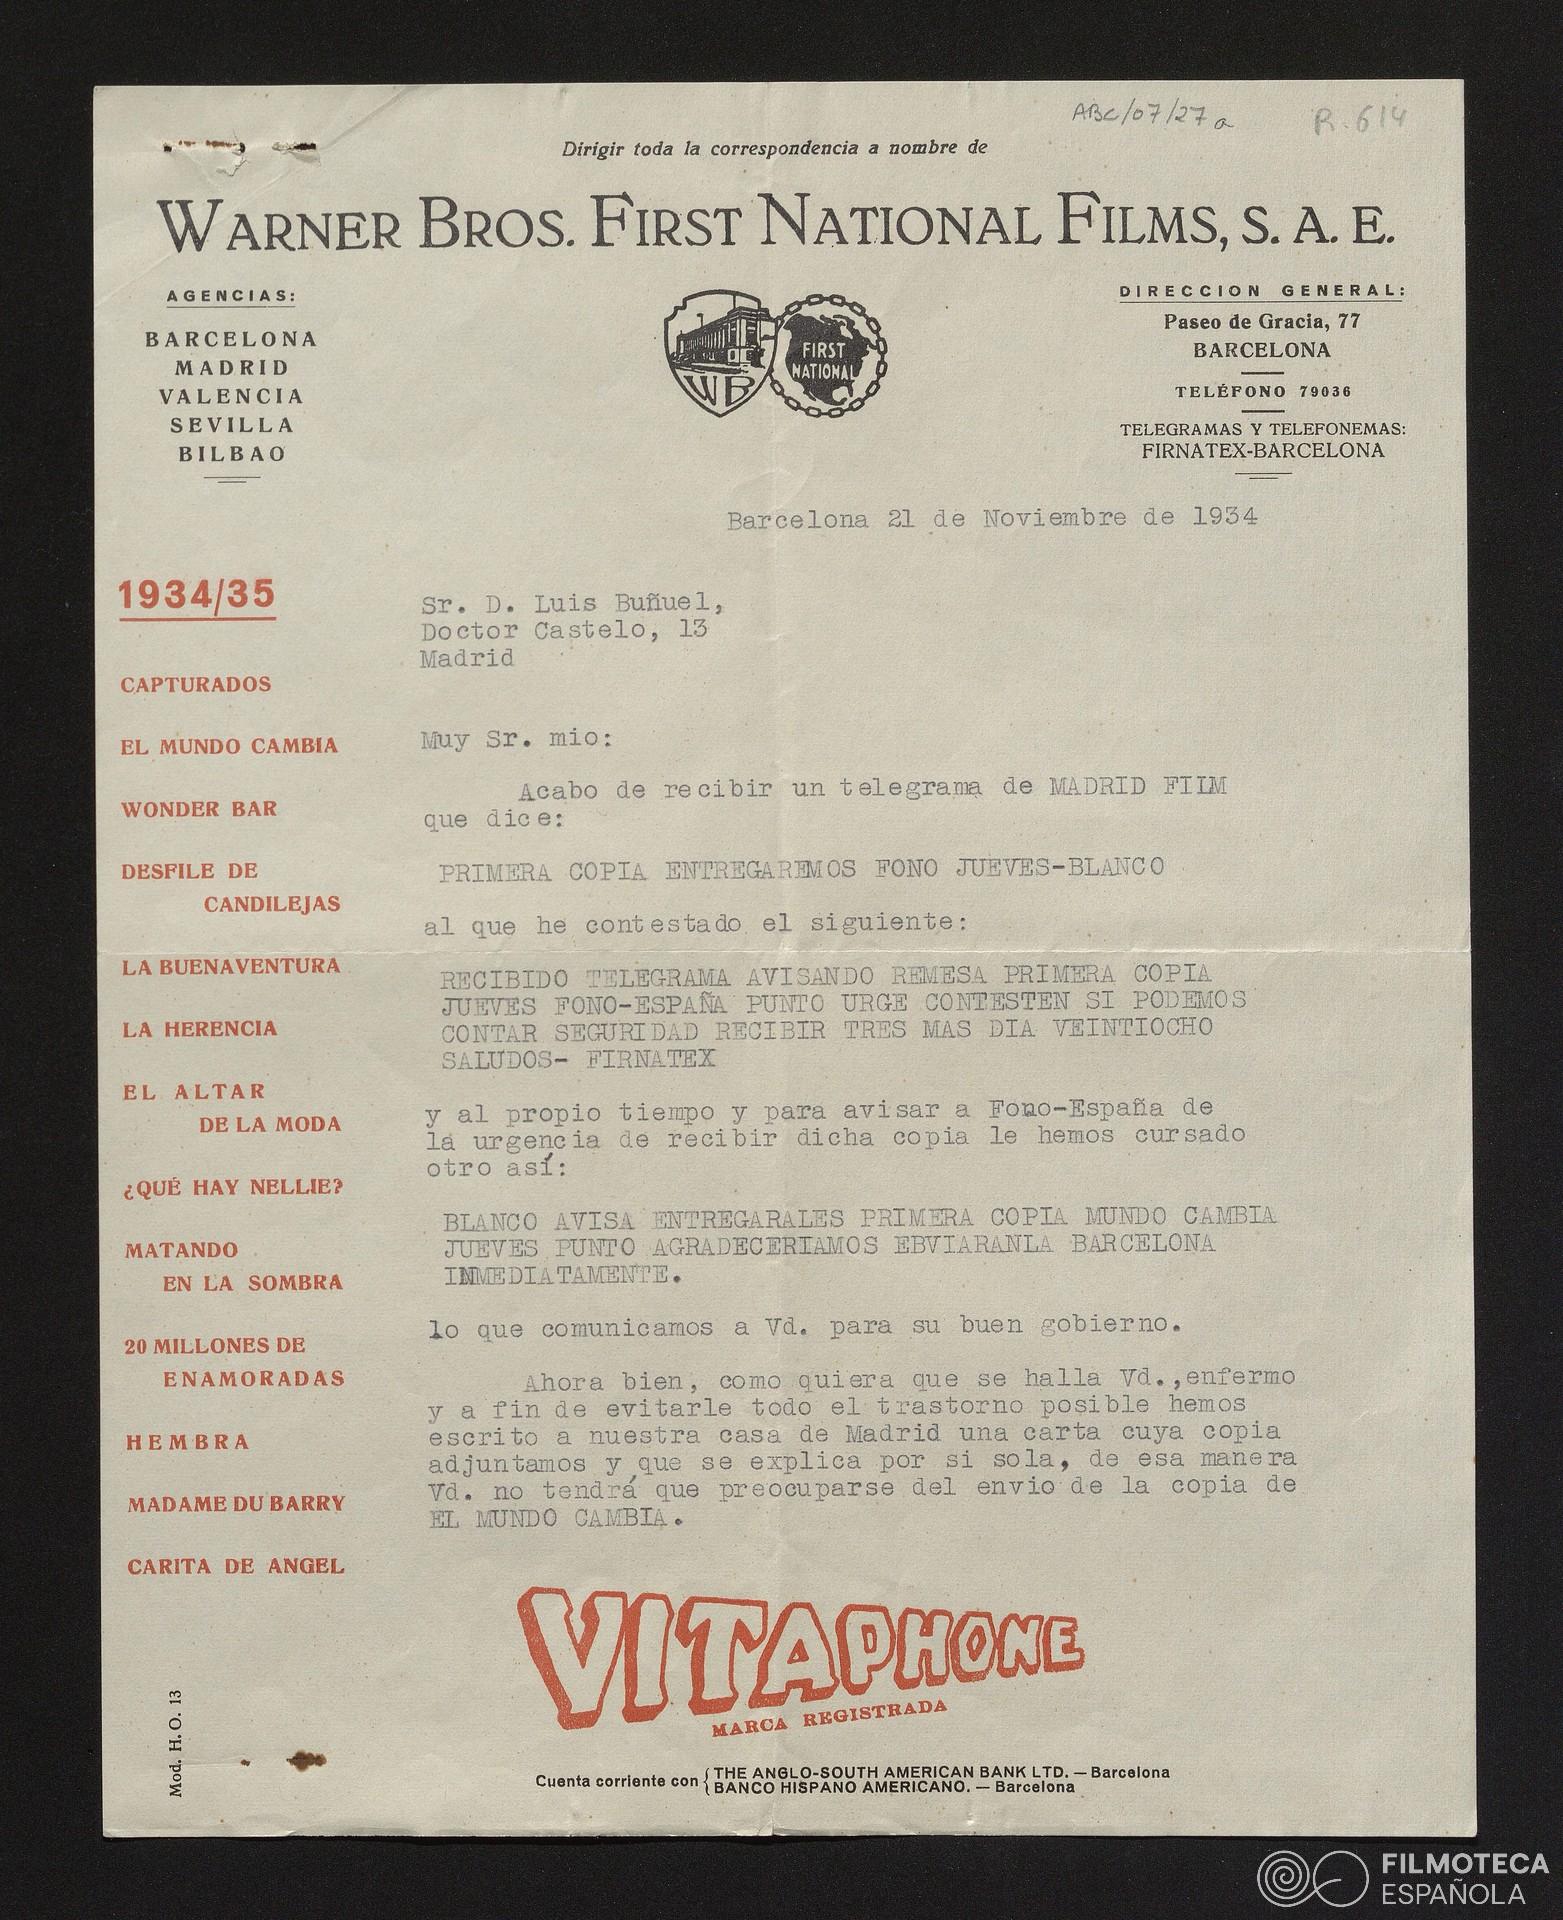 ABC/07/27 a
R. 614
Dirigir toda la correspondencia a nombre de
WARNER BROS. FIRST NATIONAL FILMS, S. A. E.
AGENCIAS:
BARCELONA
MADRID
VALENCIA
SEVILLA
BILBAO
WB
FIRST
NATIONAL
DIRECCION GENERAL:
Paseo de Gracia, 77
BARCELONA
TELÉFONO 79036
TELEGRAMAS Y TELEFONEMAS:
FIRNATEX-BARCELONA
Barcelona 21 de Noviembre de 1934
1934/35
CAPTURADOS
EL MUNDO CAMBIA
WONDER BAR
DESFILE DE
CANDILEJAS
LA BUENAVENTURA
LA HERENCIA
EL ALTAR
DE LA MODA
¿QUÉ HAY NELLIE?
MATANDO
EN LA SOMBRA
20 MILLONES DE
ENAMORADAS
HEMBRA
MADAME DU BARRY
CARITA DE ANGEL
Sr. D. Luis Buñuel,
Doctor Castelo, 13
Madrid
Muy Sr. mio:
Acabo de recibir un telegrama de MADRID FILM
que dice:
PRIMERA COPIA ENTREGAREMOS FONO JUEVES-BLANCO
al que he contestado el siguiente:
RECIBIDO TELEGRAMA AVISANDO REMESA PRIMERA COPIA
JUEVES FONO-ESPAÑA PUNTO URGE CONTESTEN SI PODEMOS
CONTAR SEGURIDAD RECIBIR TRES MAS DIA VEINTIOCHO
SALUDOS- FIRNATEX
y al propio tiempo y para avisar a Fono-España de
la urgencia de recibir dicha copia le hemos cursado
otro así:
BLANCO AVISA ENTREGARALES PRIMERA COPIA MUNDO CAMBIA
JUEVES PUNTO AGRADECERIAMOS EBVIARANLA BARCELONA
INMEDIATAMENTE.
lo que comunicamos a Vd. para su buen gobierno.
Ahora bien, como quiera que se halla Vd.,enfermo
y a fin de evitarle todo el trastorno posible hemos
escrito a nuestra casa de Madrid una carta cuya copia
adjuntamos y que se explica por si sola, de esa manera
Vd. no tendrá que preocuparse del envio de la copia de
EL MUNDO CAMBIA.
VITAPHONE
MARCA REGISTRADA
Mod. H. O. 13
Cuenta corriente con { THE ANGLO-SOUTH AMERICAN BANK LTD. — Barcelona
BANCO HISPANO AMERICANO. — Barcelona
FILMOTECA
ESPAÑOLA